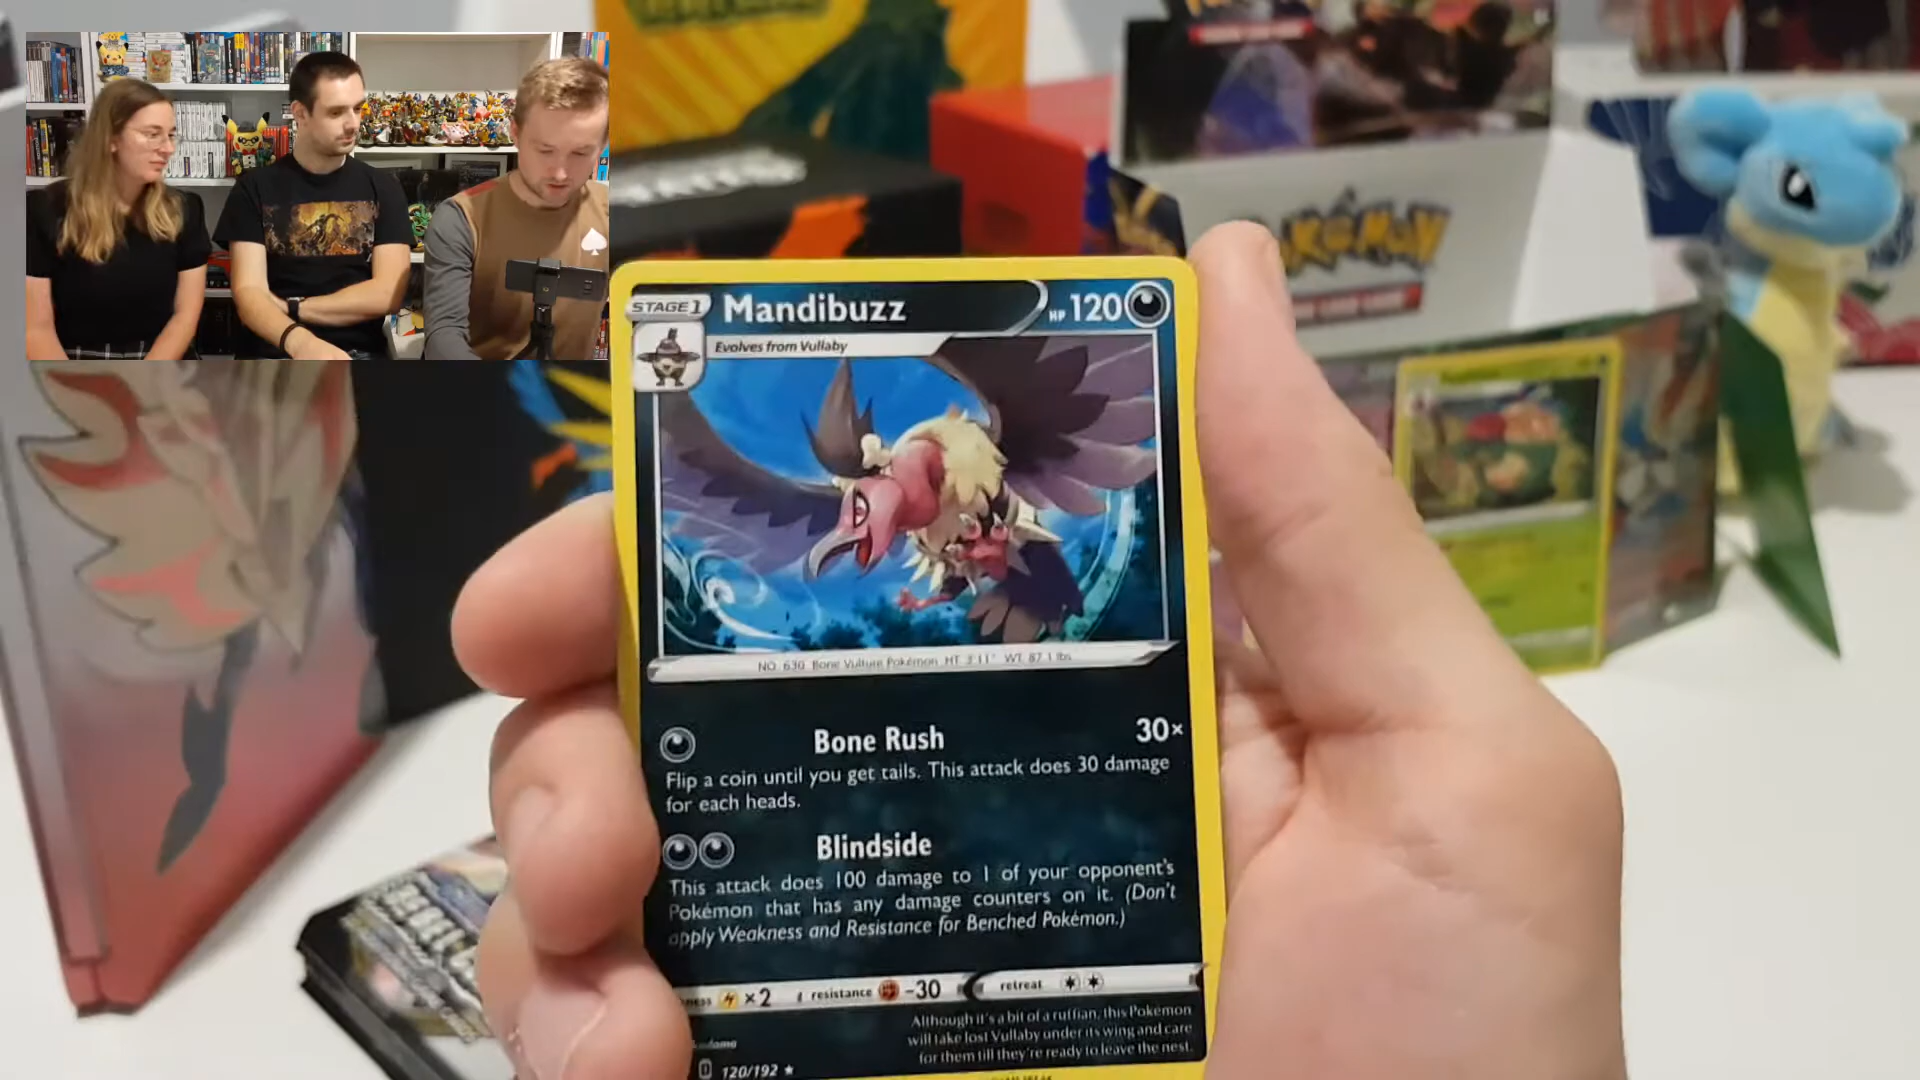 STAGE 1 Mandibuzz HP 120
Evolves from Vullaby
NO. 630 Bone Vulture Pokémon HT 3'11" WT 87.1 lbs
Bone Rush 30×
Flip a coin until you get tails. This attack does 30 damage
for each heads.
Blindside
This attack does 100 damage to 1 of your opponent's
Pokémon that has any damage counters on it. (Don't
apply Weakness and Resistance for Benched Pokémon.)
×2 resistance -30 retreat
Although it's a bit of a ruffian, this Pokémon
will take lost Vullaby under its wing and care
for them till they're ready to leave the nest.
120/192 ★
POKÉMON